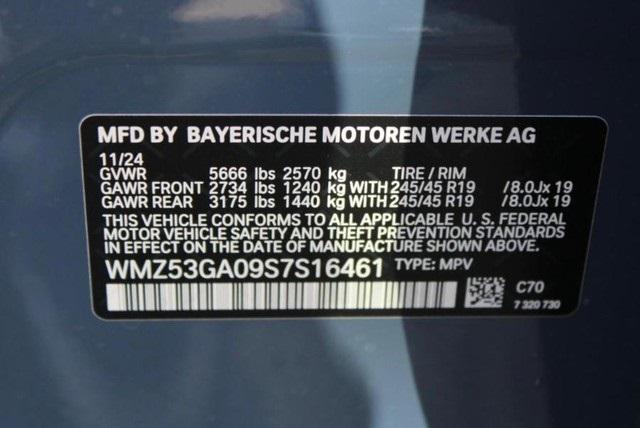 MFD BY BAYERISCHE MOTOREN WERKE AG
11/24
GVWR 5666 lbs 2570 kg TIRE / RIM
GAWR FRONT 2734 lbs 1240 kg WITH 245/45 R19 /8.0Jx 19
GAWR REAR 3175 lbs 1440 kg WITH 245/45 R19 /8.0Jx 19
THIS VEHICLE CONFORMS TO ALL APPLICABLE U. S. FEDERAL
MOTOR VEHICLE SAFETY AND THEFT PREVENTION STANDARDS
IN EFFECT ON THE DATE OF MANUFACTURE SHOWN ABOVE.
WMZ53GA09S7S16461 TYPE: MPV
C70
7 320 730